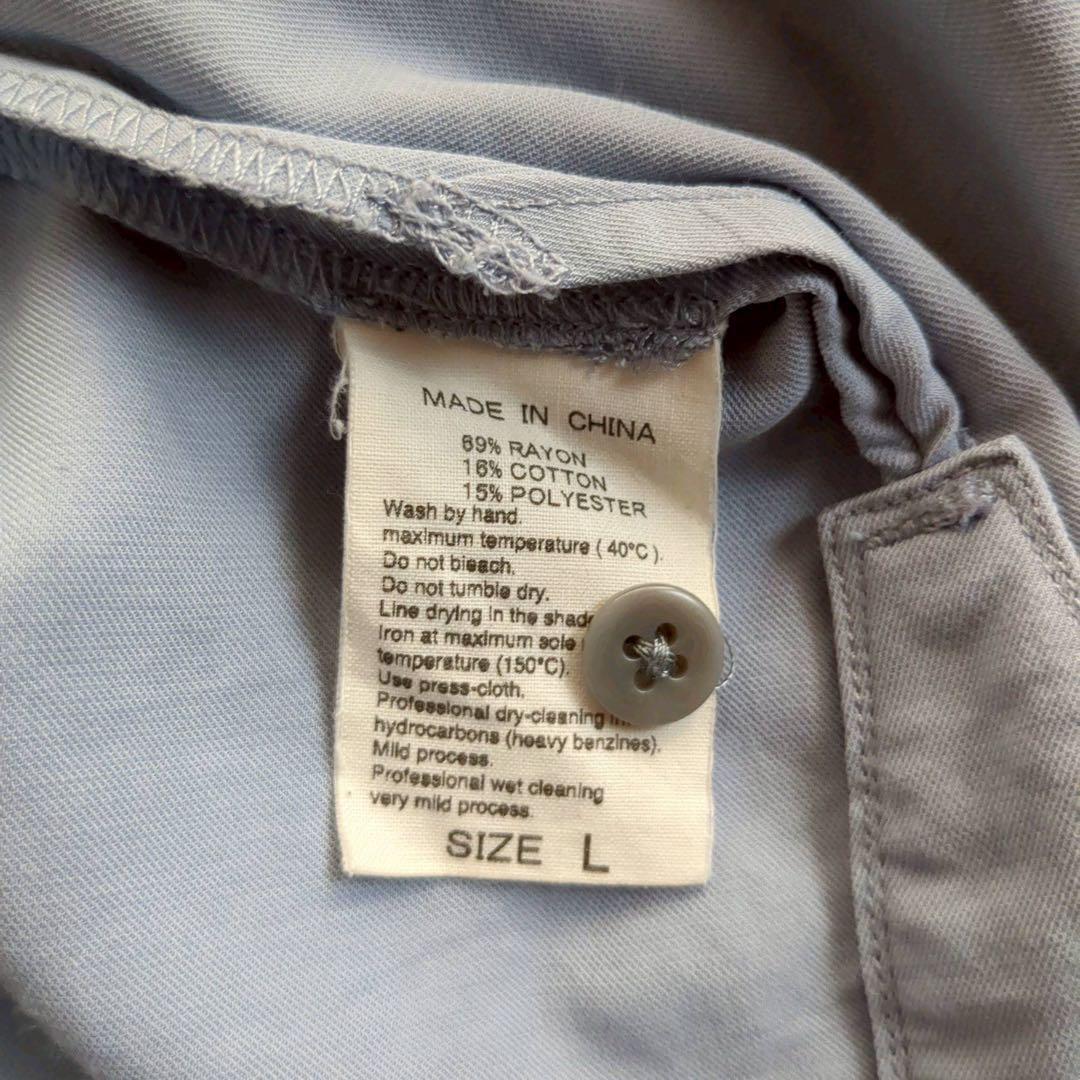 MADE IN CHINA
69% RAYON
16% COTTON
15% POLYESTER
Wash by hand.
maximum temperature ( 40°C ).
Do not bleach.
Do not tumble dry.
Line drying in the shade
Iron at maximum sole
temperature (150°C).
Use press-cloth.
Professional dry-cleaning in
hydrocarbons (heavy benzines).
Mild process.
Professional wet cleaning
very mild process.
SIZE L